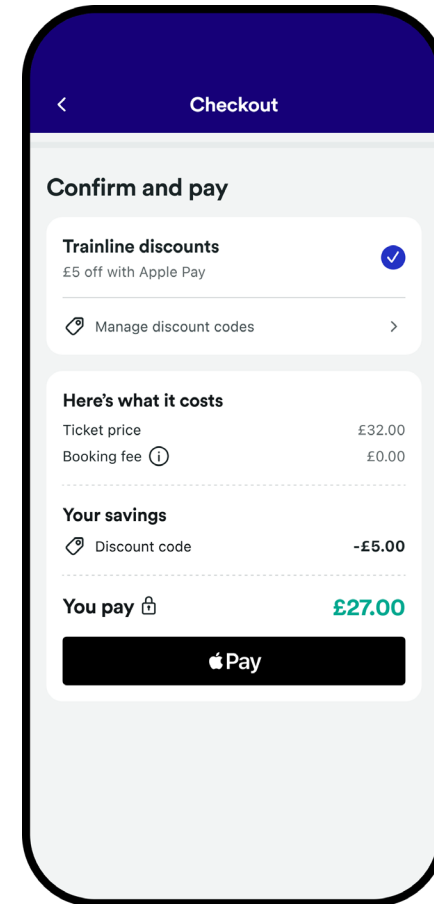 Checkout
Confirm and pay
Trainline discounts
£5 off with Apple Pay
Manage discount codes
Here’s what it costs
Ticket price £32.00
Booking fee £0.00
Your savings
Discount code -£5.00
You pay £27.00
Pay